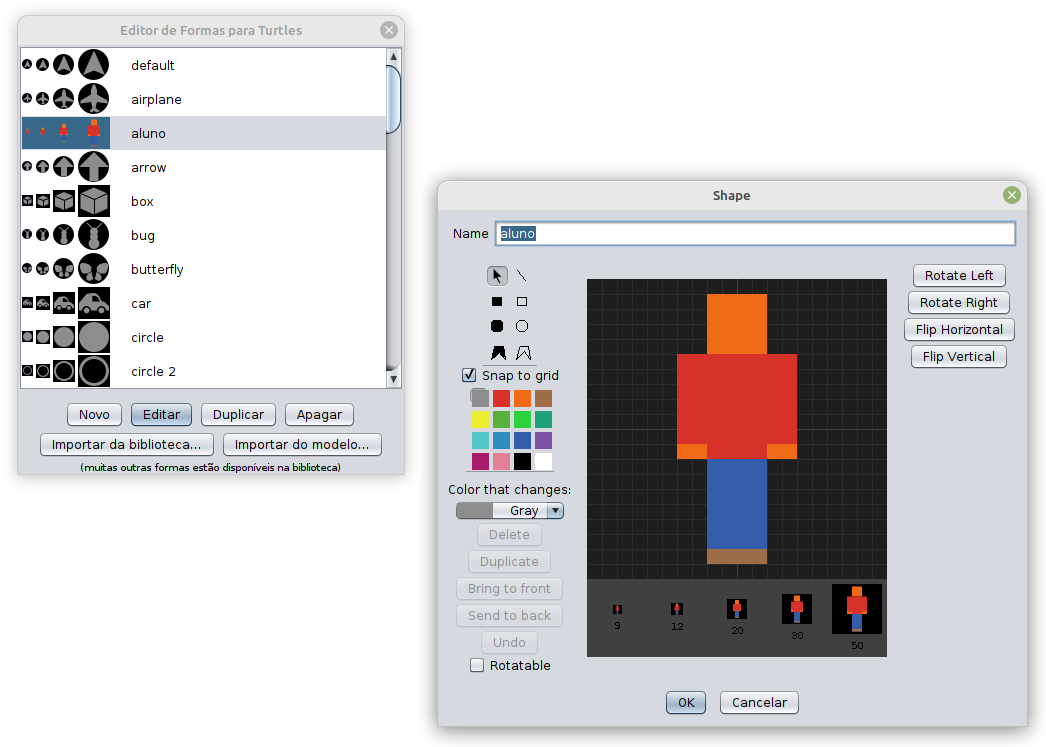 Editor de Formas para Turtles
default
airplane
aluno
arrow
box
bug
butterfly
car
circle
circle 2
Novo Editar Duplicar Apagar
Importar da biblioteca... Importar do modelo...
(muitas outras formas estão disponíveis na biblioteca)
Shape
Name aluno
Snap to grid
Color that changes:
Gray
Delete
Duplicate
Bring to front
Send to back
Undo
Rotatable
Rotate Left
Rotate Right
Flip Horizontal
Flip Vertical
9 12 20 30 50
OK Cancelar